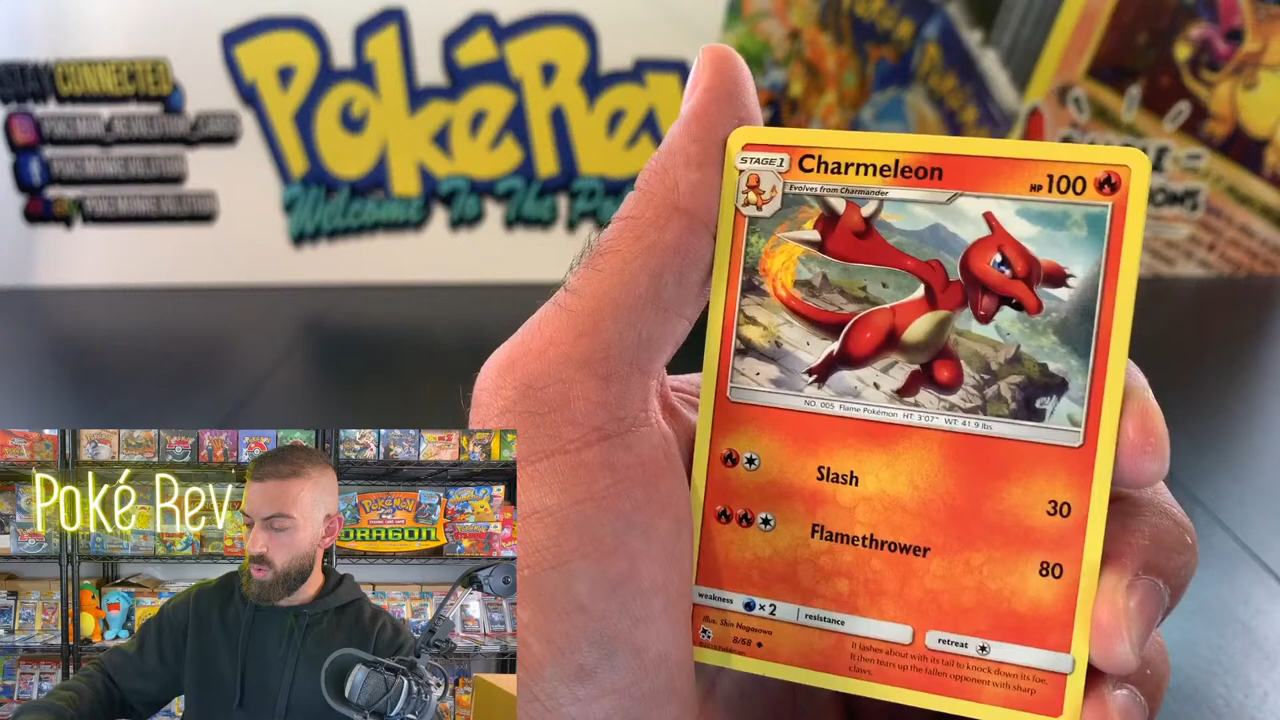 STAY CONNECTED
PokéRev
Welcome To The
STAGE 1
Charmeleon
HP 100
Evolves from Charmander
NO. 005 Flame Pokémon HT: 3'07" WT: 41.9 lbs.
Slash
30
Flamethrower
80
weakness
×2
resistance
retreat
Illus. Shin Nagasawa
8/68
It lashes about with its tail to knock down its foe.
It then tears up the fallen opponent with sharp
claws.
Poké Rev
POKÉMON
DRAGON